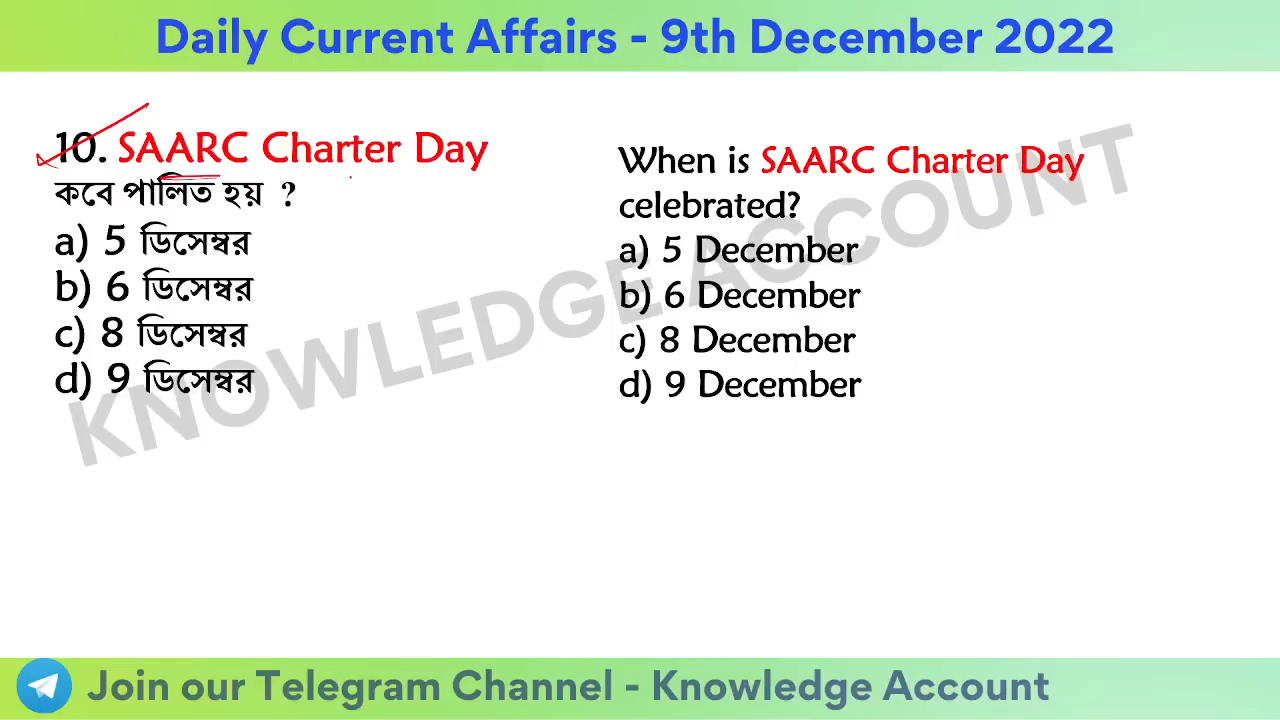 Daily Current Affairs - 9th December 2022
10. SAARC Charter Day
কবে পালিত হয় ?
a) 5 ডিসেম্বর
b) 6 ডিসেম্বর
c) 8 ডিসেম্বর
d) 9 ডিসেম্বর
When is SAARC Charter Day
celebrated?
a) 5 December
b) 6 December
c) 8 December
d) 9 December
KNOWLEDGE ACCOUNT
Join our Telegram Channel - Knowledge Account